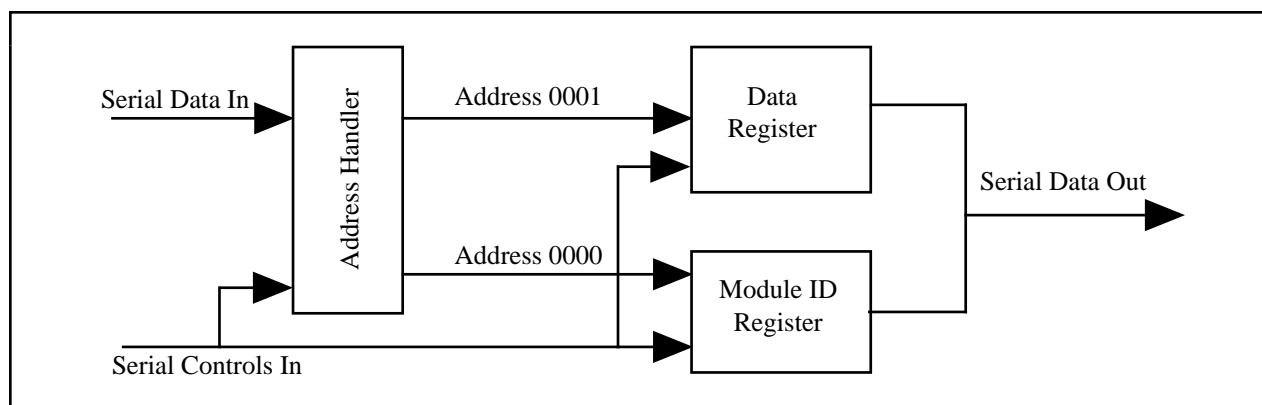 Serial Data In
Address Handler
Address 0001
Data
Register
Serial Data Out
Address 0000
Module ID
Register
Serial Controls In